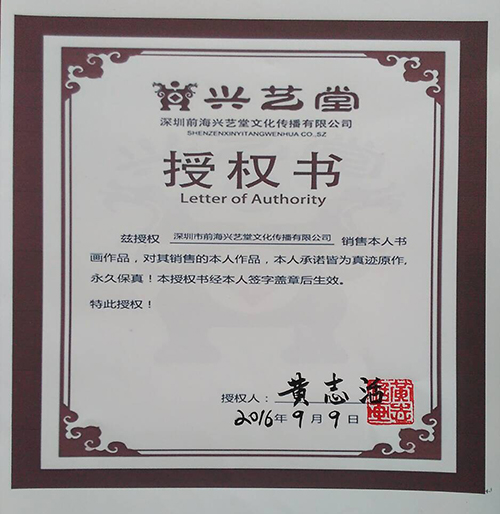 兴艺堂
深圳前海兴艺堂文化传播有限公司
SHENZENXINYITANGWENHUA CO.,SZ
授权书
Letter of Authority
兹授权 深圳市前海兴艺堂文化传播有限公司 销售本人书
画作品，对其销售的本人作品，本人承诺皆为真迹原作，
永久保真！本授权书经本人签字盖章后生效。
特此授权！
授权人：黄志活
2016年9月9日